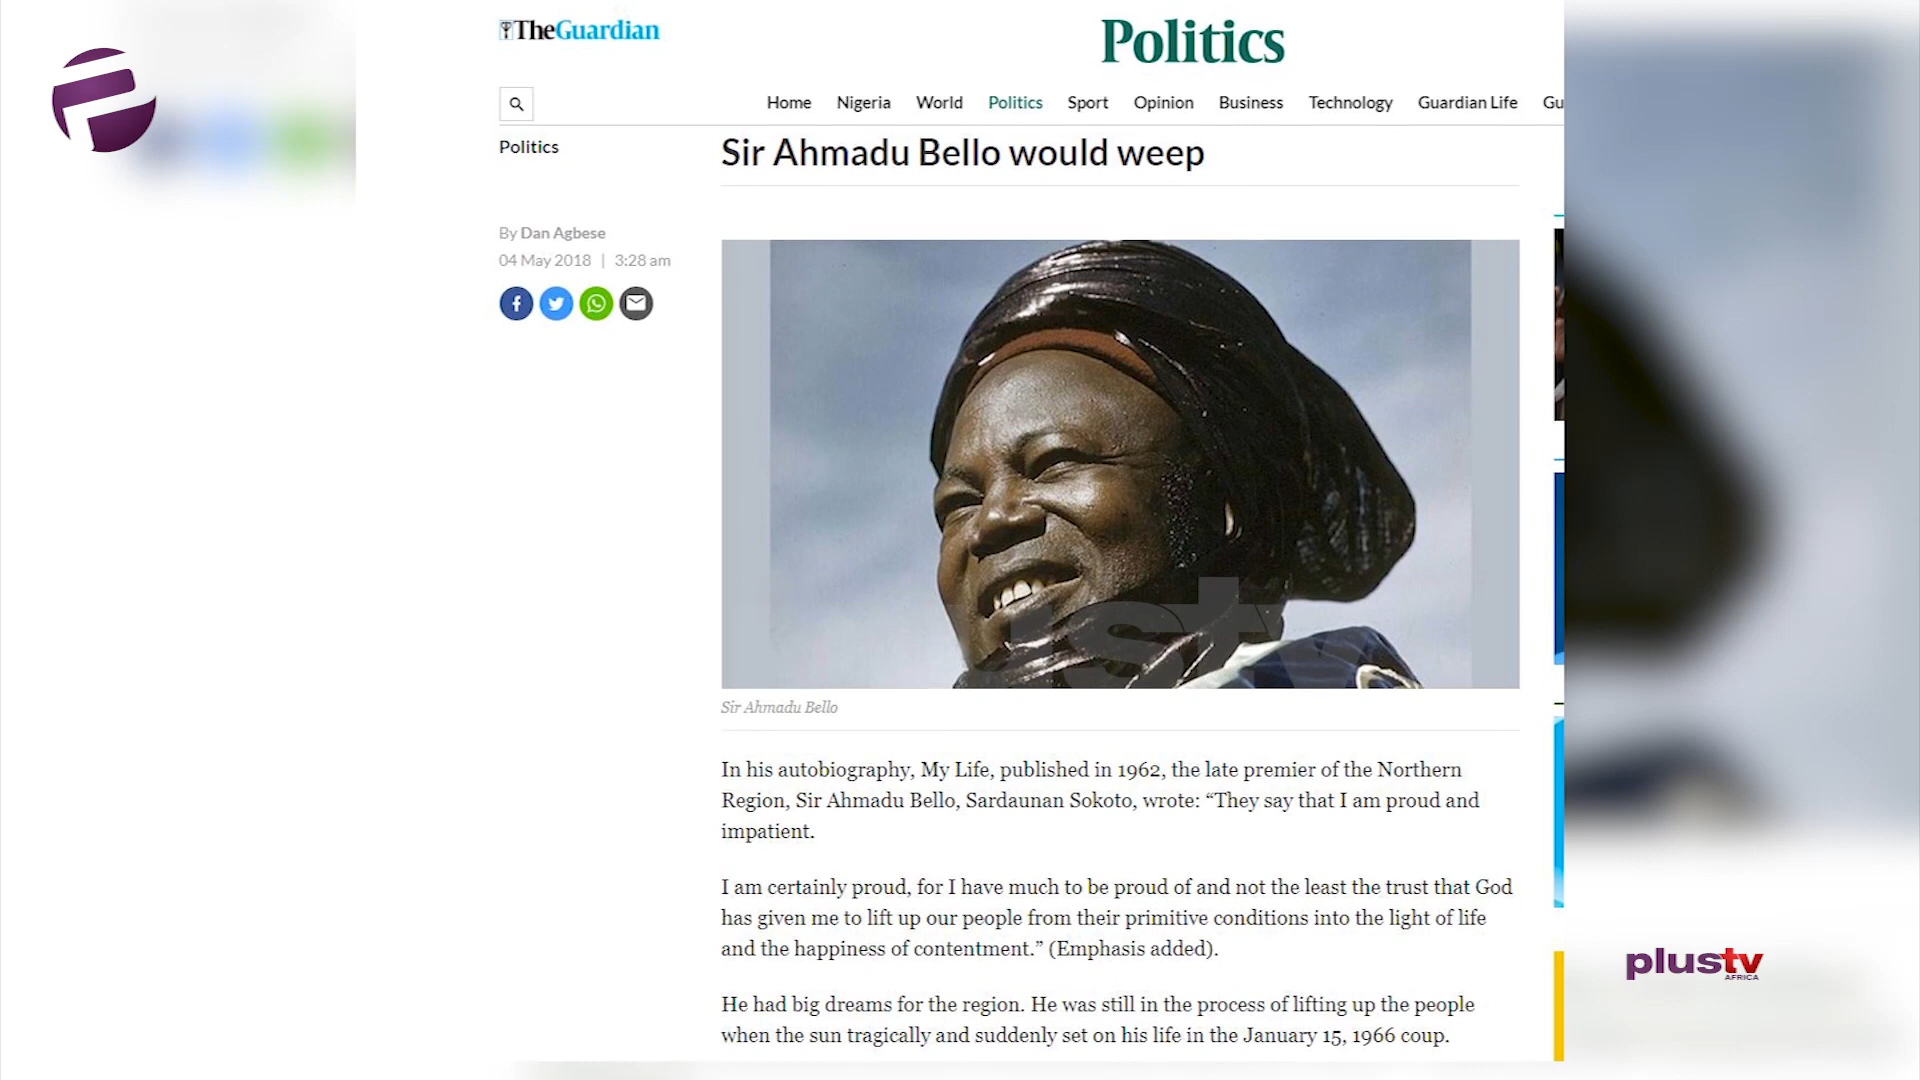 TheGuardian
Politics
Home Nigeria World Politics Sport Opinion Business Technology Guardian Life Gu
Politics
Sir Ahmadu Bello would weep
By Dan Agbese
04 May 2018 | 3:28 am
Sir Ahmadu Bello
In his autobiography, My Life, published in 1962, the late premier of the Northern
Region, Sir Ahmadu Bello, Sardaunan Sokoto, wrote: “They say that I am proud and
impatient.
I am certainly proud, for I have much to be proud of and not the least the trust that God
has given me to lift up our people from their primitive conditions into the light of life
and the happiness of contentment.” (Emphasis added).
He had big dreams for the region. He was still in the process of lifting up the people
when the sun tragically and suddenly set on his life in the January 15, 1966 coup.
plustv
AFRICA